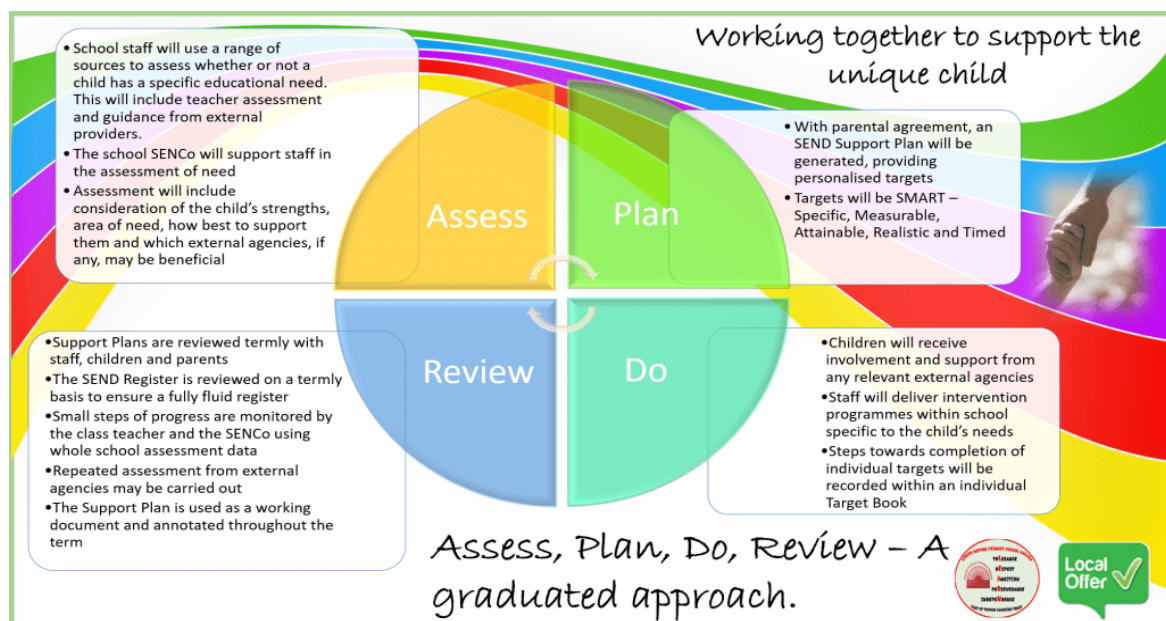 Working together to support the
unique child
• School staff will use a range of
sources to assess whether or not a
child has a specific educational need.
This will include teacher assessment
and guidance from external
providers.
• The school SENCo will support staff in
the assessment of need
• Assessment will include
consideration of the child's strengths,
area of need, how best to support
them and which external agencies, if
any, may be beneficial
Assess
Plan
• With parental agreement, an
SEND Support Plan will be
generated, providing
personalised targets
• Targets will be SMART –
Specific, Measurable,
Attainable, Realistic and Timed
•Support Plans are reviewed termly with
staff, children and parents
•The SEND Register is reviewed on a termly
basis to ensure a fully fluid register
•Small steps of progress are monitored by
the class teacher and the SENCo using
whole school assessment data
•Repeated assessment from external
agencies may be carried out
•The Support Plan is used as a working
document and annotated throughout the
term
Review
Do
•Children will receive
involvement and support from
any relevant external agencies
•Staff will deliver intervention
programmes within school
specific to the child's needs
•Steps towards completion of
individual targets will be
recorded within an individual
Target Book
Assess, Plan, Do, Review – A
graduated approach.
Local
Offer